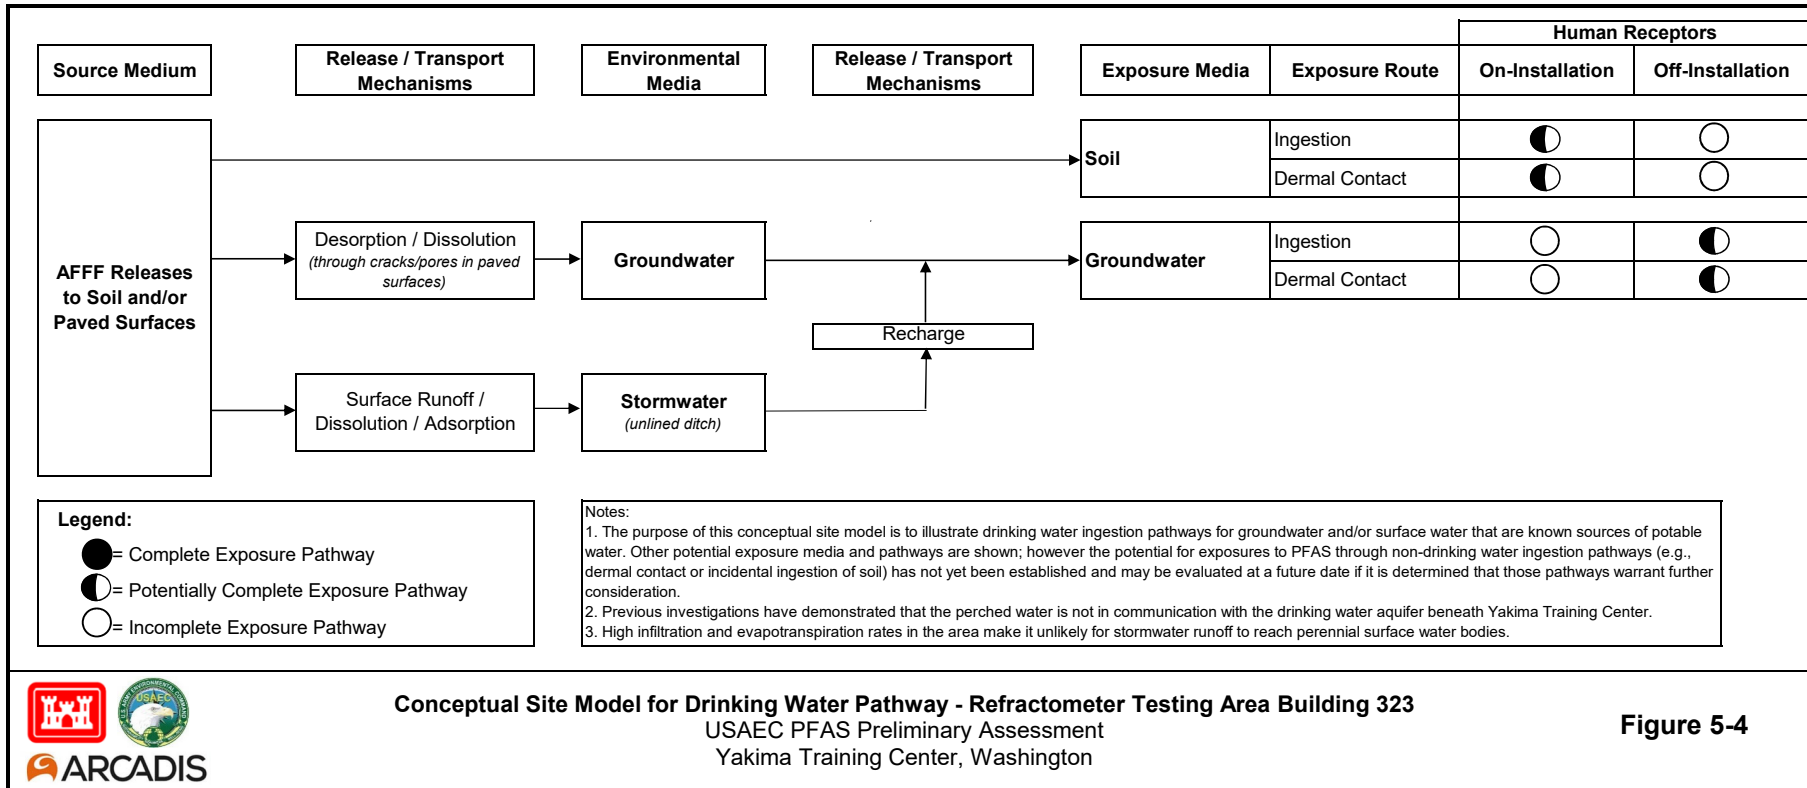 Human Receptors
Source Medium
Release / Transport
Mechanisms
Environmental
Media
Release / Transport
Mechanisms
Exposure Media
Exposure Route
On-Installation
Off-Installation
AFFF Releases
to Soil and/or
Paved Surfaces
Soil
Ingestion
Dermal Contact
Desorption / Dissolution
(through cracks/pores in paved
surfaces)
Groundwater
Groundwater
Ingestion
Dermal Contact
Recharge
Surface Runoff /
Dissolution / Adsorption
Stormwater
(unlined ditch)
Legend:
= Complete Exposure Pathway
= Potentially Complete Exposure Pathway
= Incomplete Exposure Pathway
Notes:
1. The purpose of this conceptual site model is to illustrate drinking water ingestion pathways for groundwater and/or surface water that are known sources of potable
water. Other potential exposure media and pathways are shown; however the potential for exposures to PFAS through non-drinking water ingestion pathways (e.g.,
dermal contact or incidental ingestion of soil) has not yet been established and may be evaluated at a future date if it is determined that those pathways warrant further
consideration.
2. Previous investigations have demonstrated that the perched water is not in communication with the drinking water aquifer beneath Yakima Training Center.
3. High infiltration and evapotranspiration rates in the area make it unlikely for stormwater runoff to reach perennial surface water bodies.
U.S. ARMY ENVIRONMENTAL COMMAND
USAEC
ARCADIS
Conceptual Site Model for Drinking Water Pathway - Refractometer Testing Area Building 323
USAEC PFAS Preliminary Assessment
Yakima Training Center, Washington
Figure 5-4